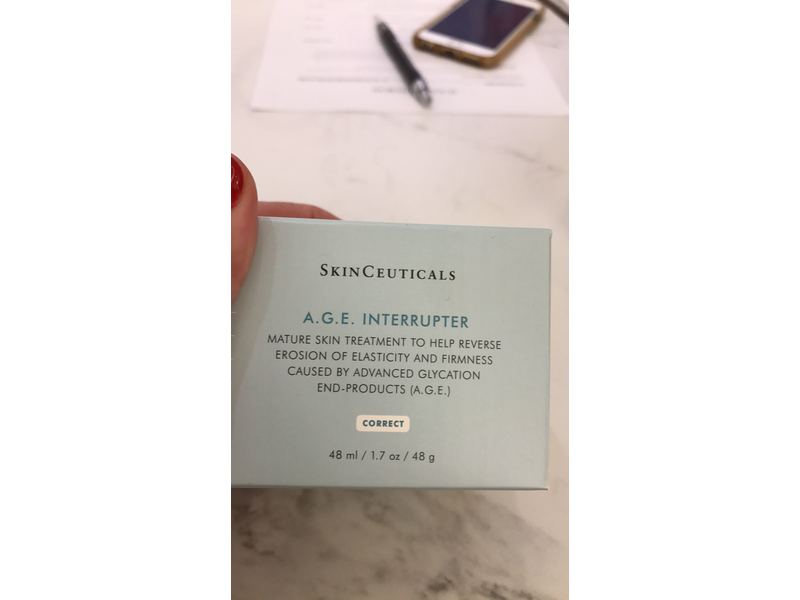 SKINCEUTICALS
A.G.E. INTERRUPTER
MATURE SKIN TREATMENT TO HELP REVERSE
EROSION OF ELASTICITY AND FIRMNESS
CAUSED BY ADVANCED GLYCATION
END-PRODUCTS (A.G.E.)
CORRECT
48 ml / 1.7 oz / 48 g